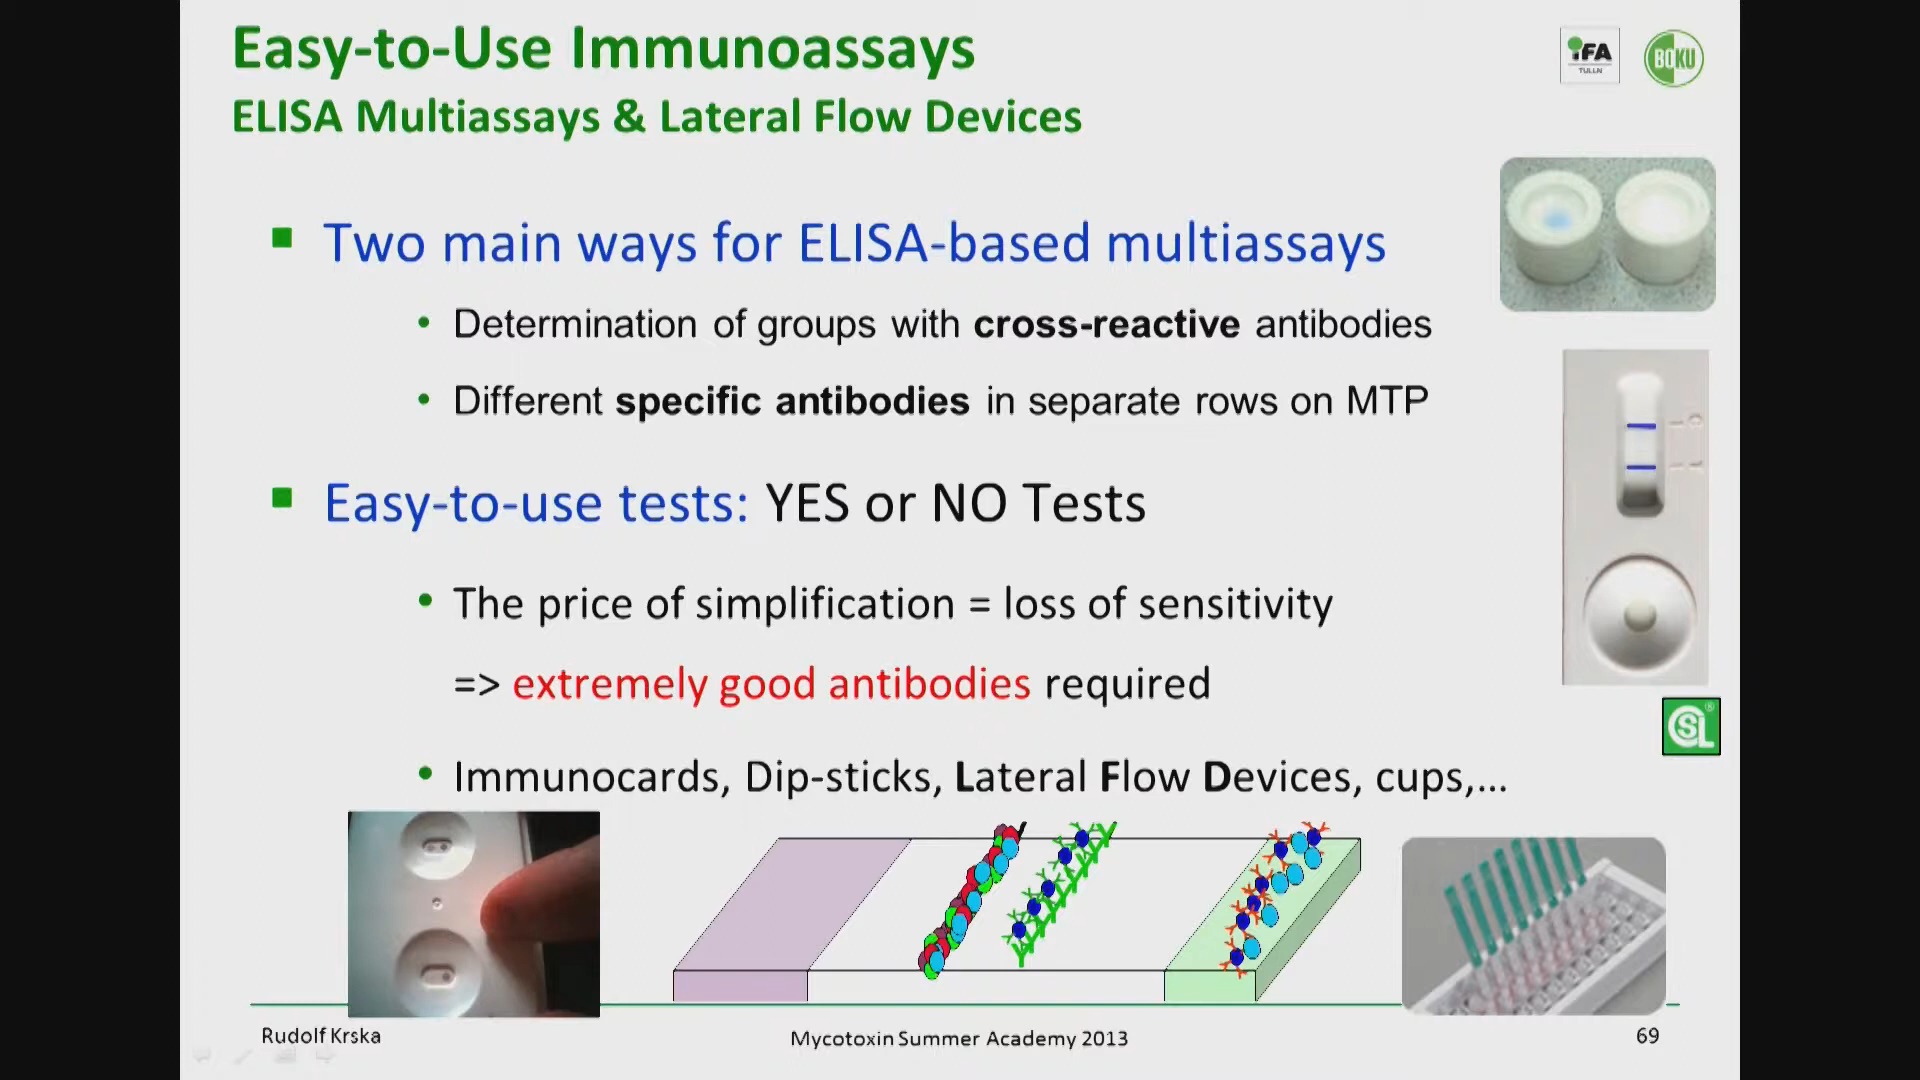 Easy-to-Use Immunoassays
ELISA Multiassays & Lateral Flow Devices
iFA
TULLN
BOKU
Two main ways for ELISA-based multiassays
Determination of groups with cross-reactive antibodies
Different specific antibodies in separate rows on MTP
Easy-to-use tests: YES or NO Tests
The price of simplification = loss of sensitivity
=> extremely good antibodies required
CSL®
Immunocards, Dip-sticks, Lateral Flow Devices, cups,...
Rudolf Krska
Mycotoxin Summer Academy 2013
69